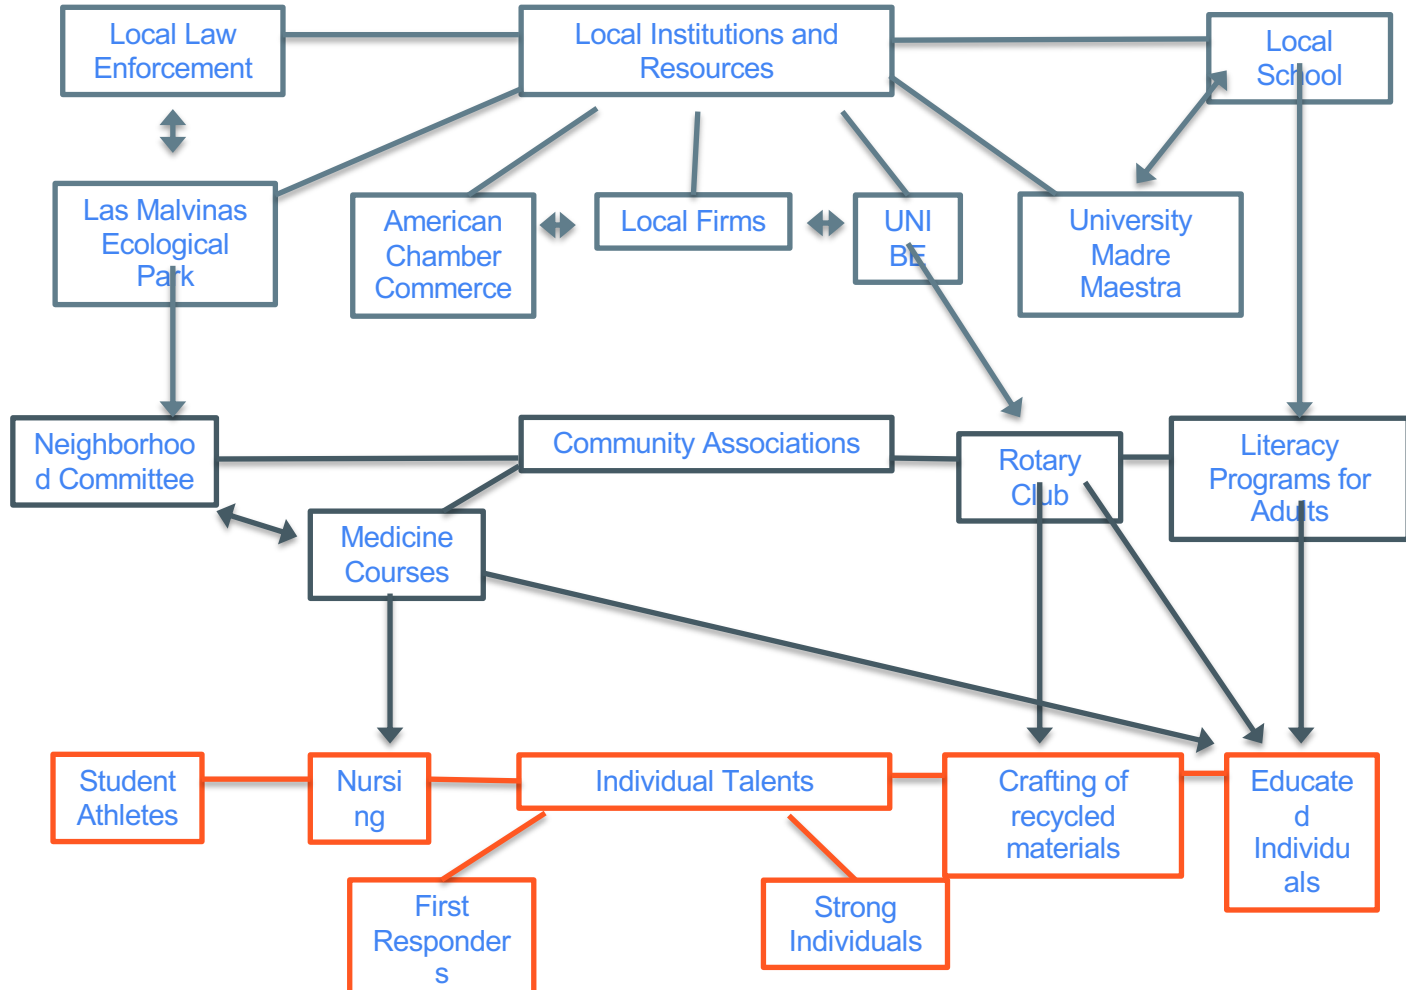 Local Law
Enforcement
Local Institutions and
Resources
Local
School
Las Malvinas
Ecological
Park
American
Chamber
Commerce
Local Firms
UNI
BE
University
Madre
Maestra
Neighborhoo
d Committee
Community Associations
Rotary
Club
Literacy
Programs for
Adults
Medicine
Courses
Student
Athletes
Nursi
ng
Individual Talents
Crafting of
recycled
materials
Educate
d
Individu
als
First
Responder
s
Strong
Individuals